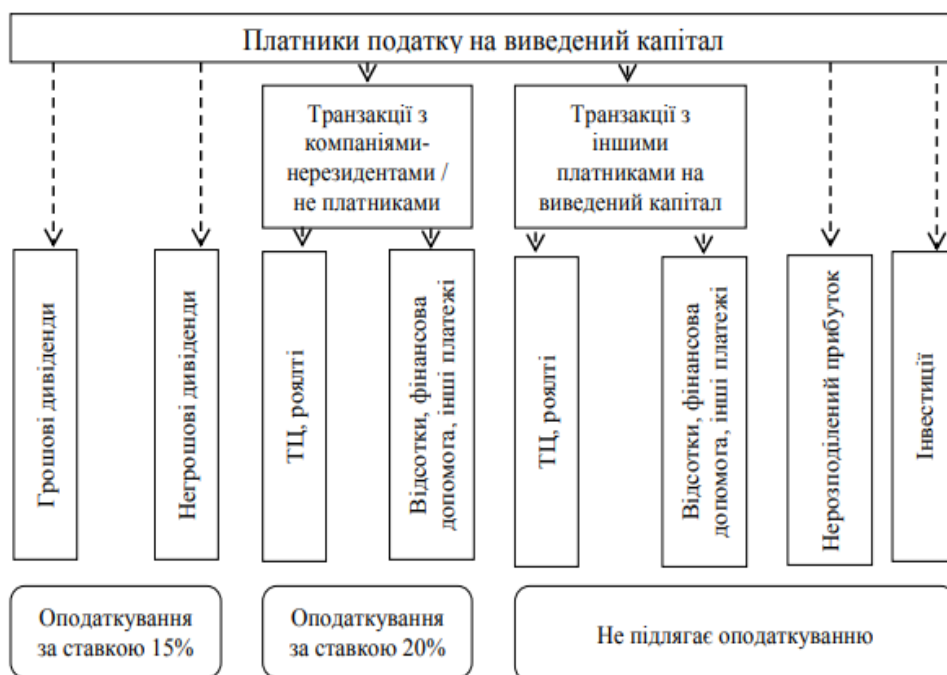 Платники податку на виведений капітал
Транзакції з
компаніями-
нерезидентами /
не платниками
Транзакції з
іншими
платниками на
виведений капітал
Грошові дивіденди
Негрошові дивіденди
ТЦ, роялті
Відсотки, фінансова
допомога, інші платежі
ТЦ, роялті
Відсотки, фінансова
допомога, інші платежі
Нерозподілений прибуток
Інвестиції
Оподаткування
за ставкою 15%
Оподаткування
за ставкою 20%
Не підлягає оподаткуванню